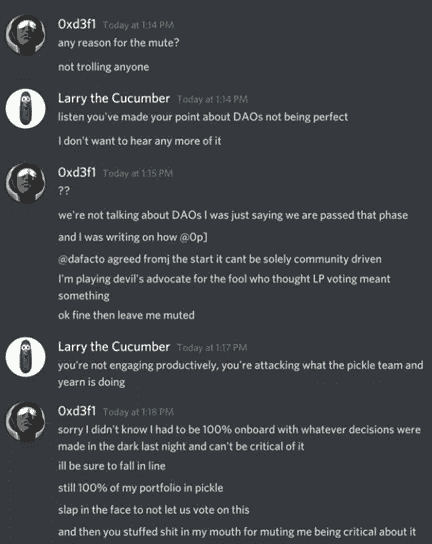 0xd3f1 Today at 1:14 PM
any reason for the mute?
not trolling anyone
Larry the Cucumber Today at 1:14 PM
listen you've made your point about DAOs not being perfect
I don't want to hear any more of it
0xd3f1 Today at 1:15 PM
??
we're not talking about DAOs I was just saying we are passed that phase
and I was writing on how @0p]
@dafacto agreed fromj the start it cant be solely community driven
I'm playing devil's advocate for the fool who thought LP voting meant
something
ok fine then leave me muted
Larry the Cucumber Today at 1:17 PM
you're not engaging productively, you're attacking what the pickle team and
yearn is doing
0xd3f1 Today at 1:18 PM
sorry I didn't know I had to be 100% onboard with whatever decisions were
made in the dark last night and can't be critical of it
ill be sure to fall in line
still 100% of my portfolio in pickle
slap in the face to not let us vote on this
and then you stuffed shit in my mouth for muting me being critical about it